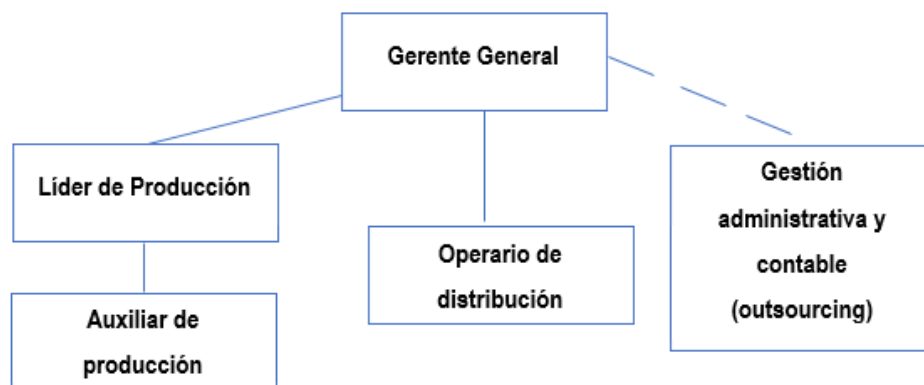 Gerente General
Líder de Producción
Gestión
administrativa y
contable
(outsourcing)
Operario de
distribución
Auxiliar de
producción